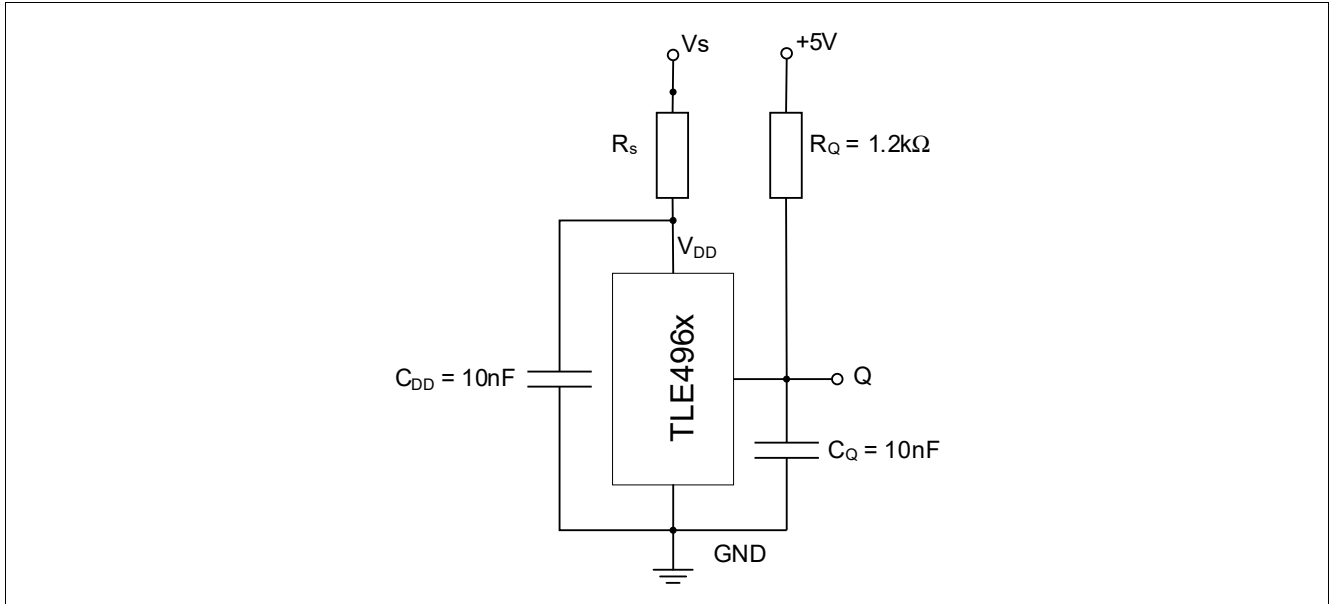 Vs
+5V
Rs
RQ = 1.2kΩ
VDD
TLE496x
CDD = 10nF
Q
CQ = 10nF
GND